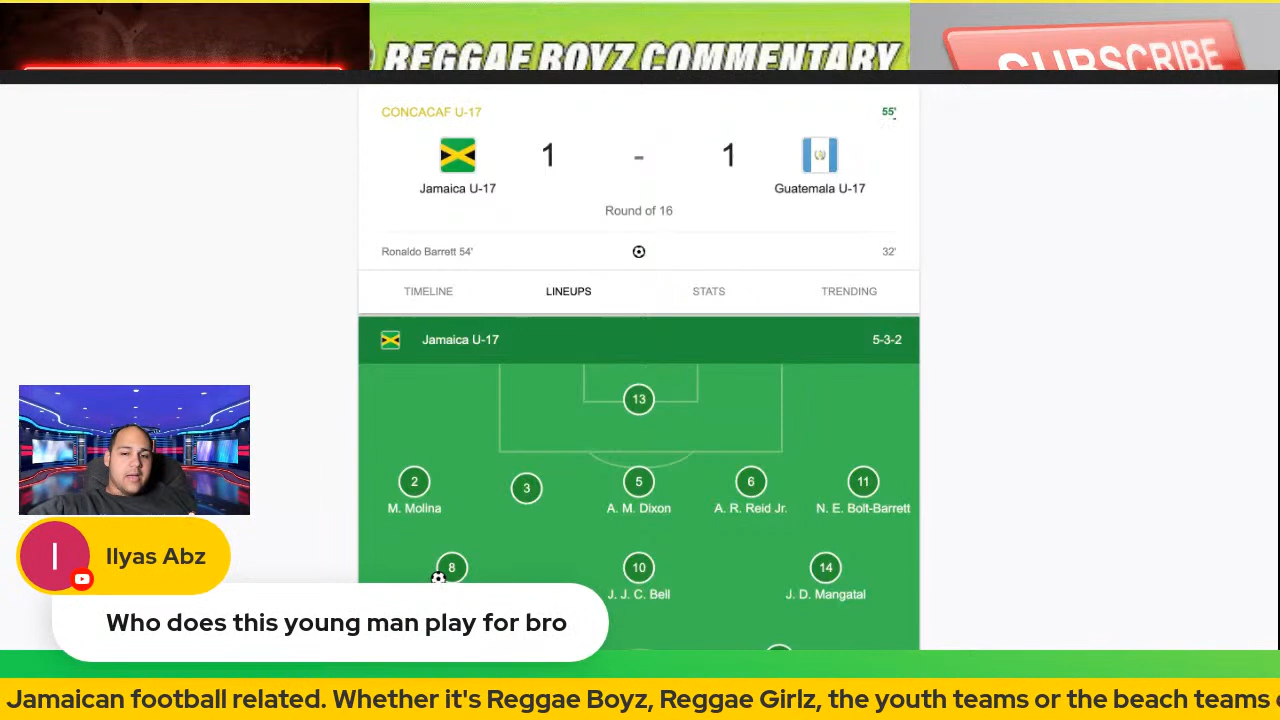 REGGAE BOYZ COMMENTARY
SUBSCRIBE
CONCACAF U-17
55'
1 - 1
Jamaica U-17
Guatemala U-17
Round of 16
Ronaldo Barrett 54'
32'
TIMELINE
LINEUPS
STATS
TRENDING
Jamaica U-17
5-3-2
13
2
3
5
6
11
M. Molina
A. M. Dixon
A. R. Reid Jr.
N. E. Bolt-Barrett
8
10
14
J. J. C. Bell
J. D. Mangatal
I
Ilyas Abz
Who does this young man play for bro
Jamaican football related. Whether it's Reggae Boyz, Reggae Girlz, the youth teams or the beach teams